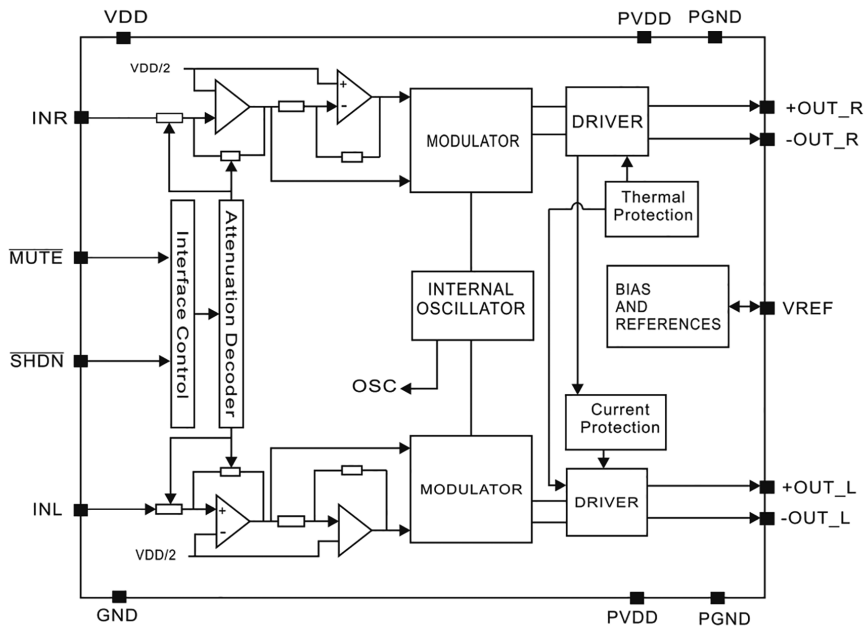 VDD
PVDD
PGND
VDD/2
+
-
INR
MODULATOR
DRIVER
+OUT_R
-OUT_R
Thermal
Protection
Interface Control
Attenuation Decoder
MUTE
INTERNAL
OSCILLATOR
BIAS
AND
REFERENCES
VREF
SHDN
OSC
Current
Protection
INL
+
-
MODULATOR
DRIVER
+OUT_L
-OUT_L
VDD/2
GND
PVDD
PGND